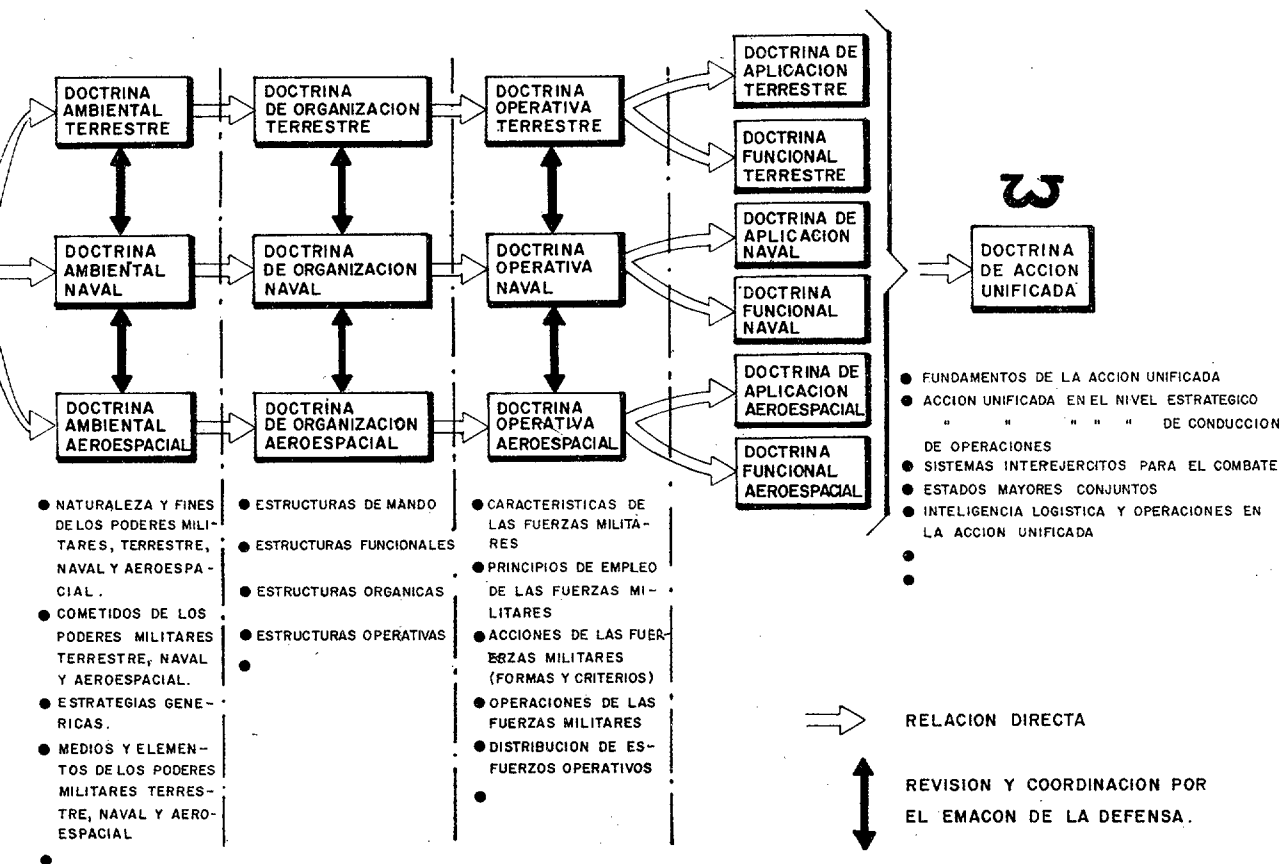 DOCTRINA
AMBIENTAL
TERRESTRE
DOCTRINA
DE ORGANIZACION
TERRESTRE
DOCTRINA
OPERATIVA
TERRESTRE
DOCTRINA DE
APLICACION
TERRESTRE
DOCTRINA
FUNCIONAL
TERRESTRE
DOCTRINA
AMBIENTAL
NAVAL
DOCTRINA
DE ORGANIZACION
NAVAL
DOCTRINA
OPERATIVA
NAVAL
DOCTRINA DE
APLICACION
NAVAL
DOCTRINA
FUNCIONAL
NAVAL
DOCTRINA
AMBIENTAL
AEROESPACIAL
DOCTRINA
DE ORGANIZACION
AEROESPACIAL
DOCTRINA
OPERATIVA
AEROESPACIAL
DOCTRINA DE
APLICACION
AEROESPACIAL
DOCTRINA
FUNCIONAL
AEROESPACIAL
3
DOCTRINA
DE ACCION
UNIFICADA
● NATURALEZA Y FINES
DE LOS PODERES MILI-
TARES, TERRESTRE,
NAVAL Y AEROESPA-
CIAL.
● COMETIDOS DE LOS
PODERES MILITARES
TERRESTRE, NAVAL
Y AEROESPACIAL.
● ESTRATEGIAS GENE-
RICAS.
● MEDIOS Y ELEMEN-
TOS DE LOS PODERES
MILITARES TERRES-
TRE, NAVAL Y AERO-
ESPACIAL
●
● ESTRUCTURAS DE MANDO
● ESTRUCTURAS FUNCIONALES
● ESTRUCTURAS ORGANICAS
● ESTRUCTURAS OPERATIVAS
●
● CARACTERISTICAS DE
LAS FUERZAS MILITA-
RES
● PRINCIPIOS DE EMPLEO
DE LAS FUERZAS MI-
LITARES
● ACCIONES DE LAS FUER-
ERZAS MILITARES
(FORMAS Y CRITERIOS)
● OPERACIONES DE LAS
FUERZAS MILITARES
● DISTRIBUCION DE ES-
FUERZOS OPERATIVOS
●
● FUNDAMENTOS DE LA ACCION UNIFICADA
● ACCION UNIFICADA EN EL NIVEL ESTRATEGICO
" " " " " DE CONDUCCION
DE OPERACIONES
● SISTEMAS INTEREJERCITOS PARA EL COMBATE
● ESTADOS MAYORES CONJUNTOS
● INTELIGENCIA LOGISTICA Y OPERACIONES EN
LA ACCION UNIFICADA
●
●
RELACION DIRECTA
REVISION Y COORDINACION POR
EL EMACON DE LA DEFENSA.